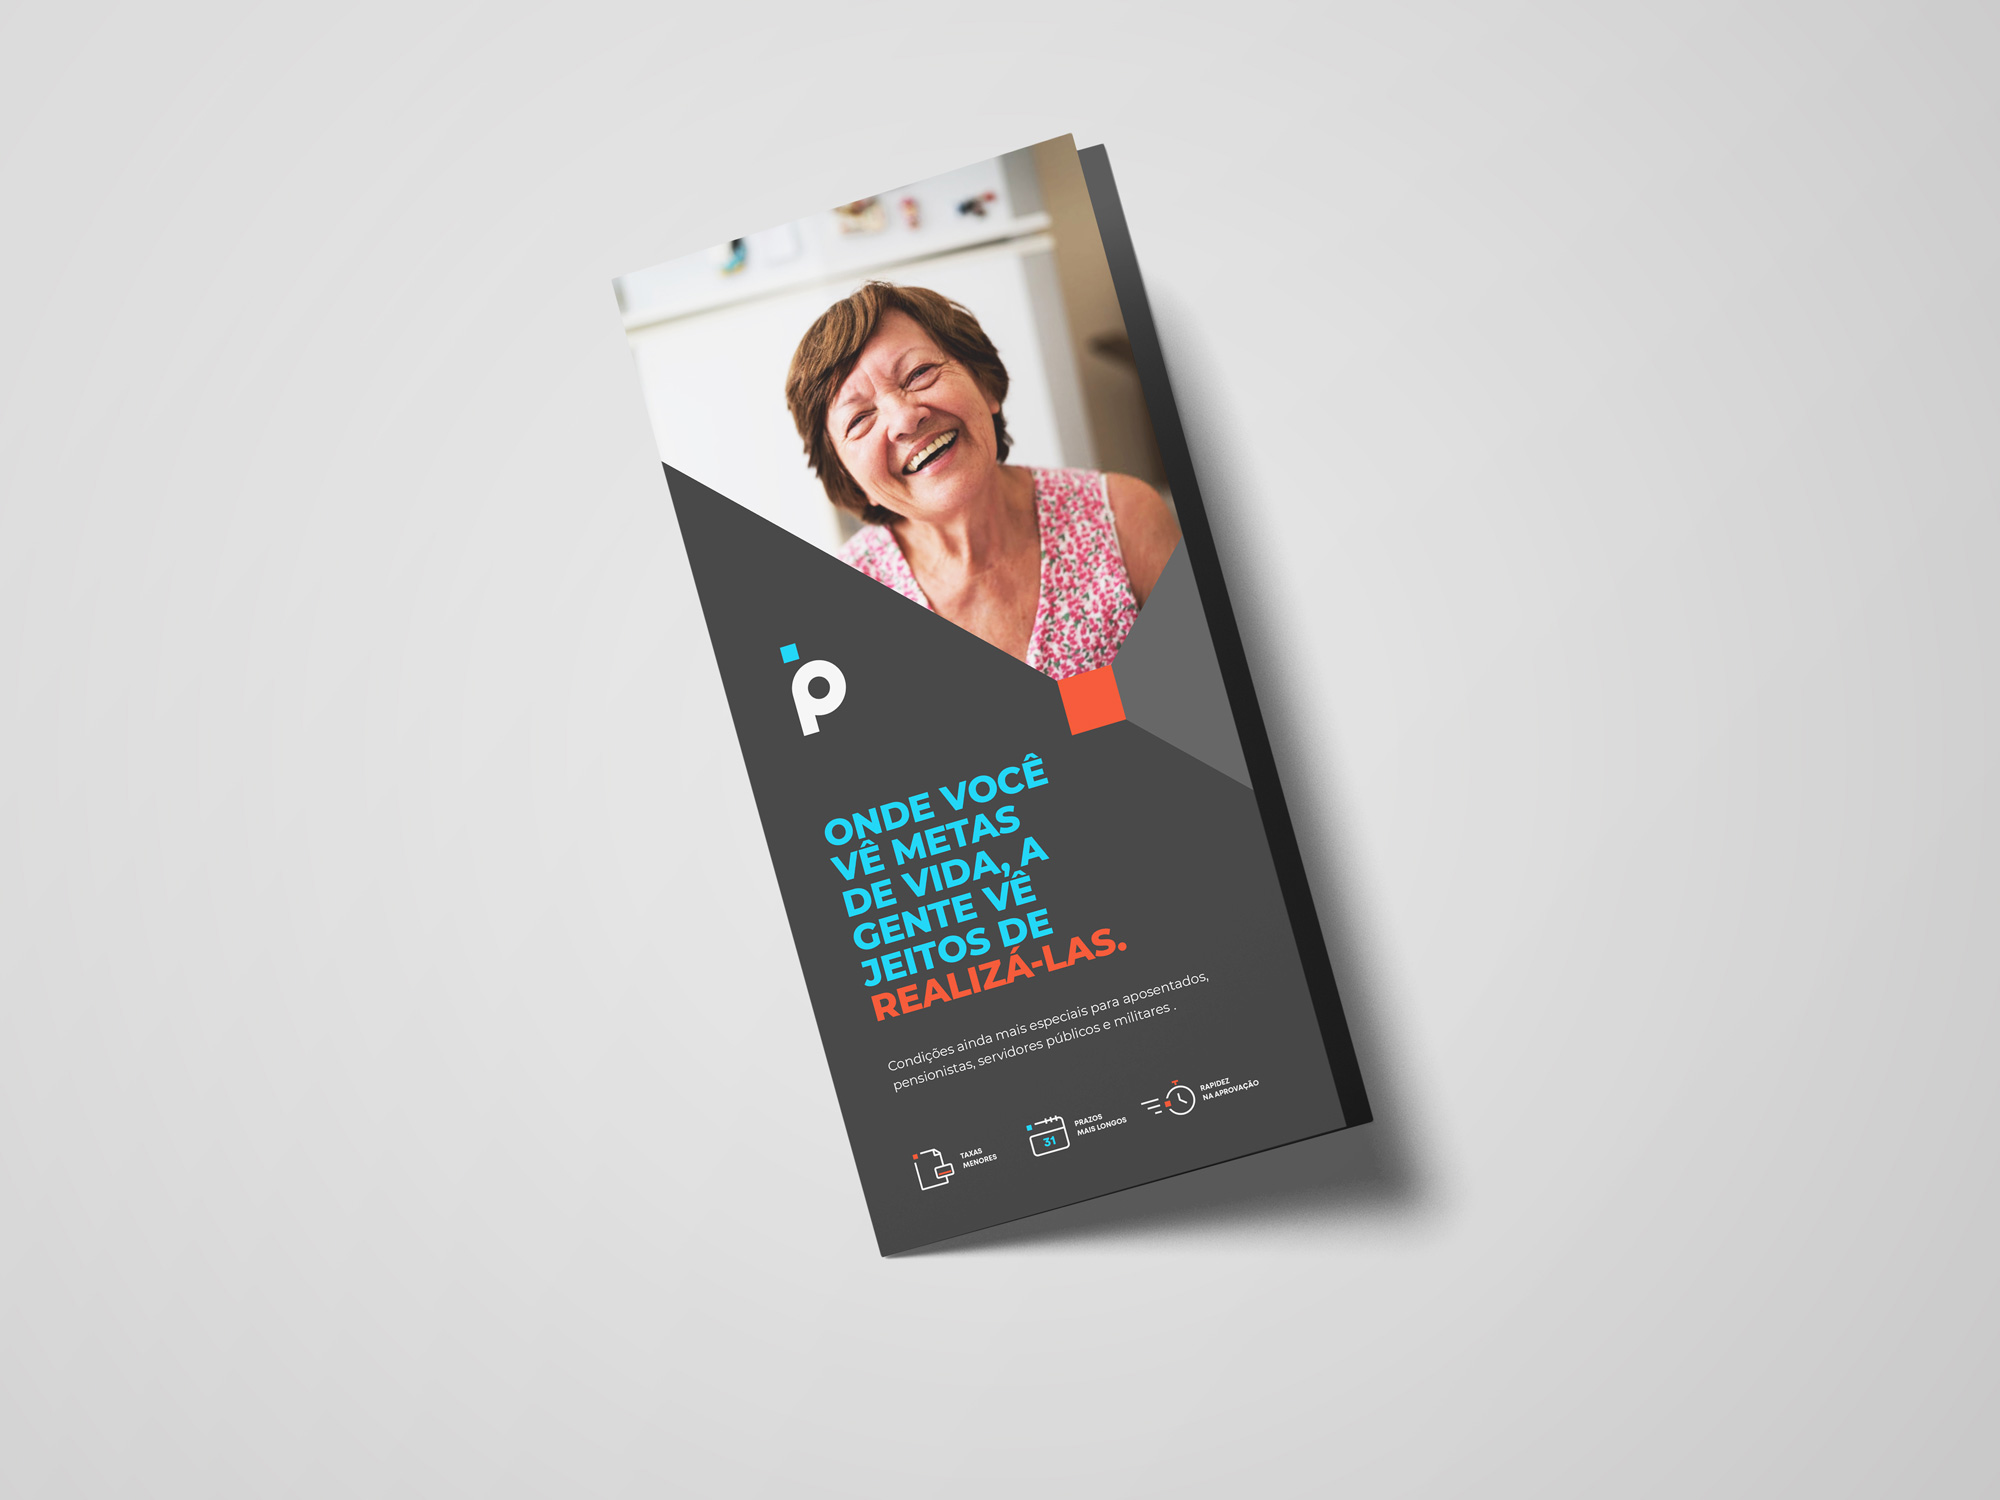 p
ONDE VOCÊ
VÊ METAS
DE VIDA, A
GENTE VÊ
JEITOS DE
REALIZÁ-LAS.
Condições ainda mais especiais para aposentados,
pensionistas, servidores públicos e militares .
TAXAS
MENORES
31
PRAZOS
MAIS LONGOS
RAPIDEZ
NA APROVAÇÃO